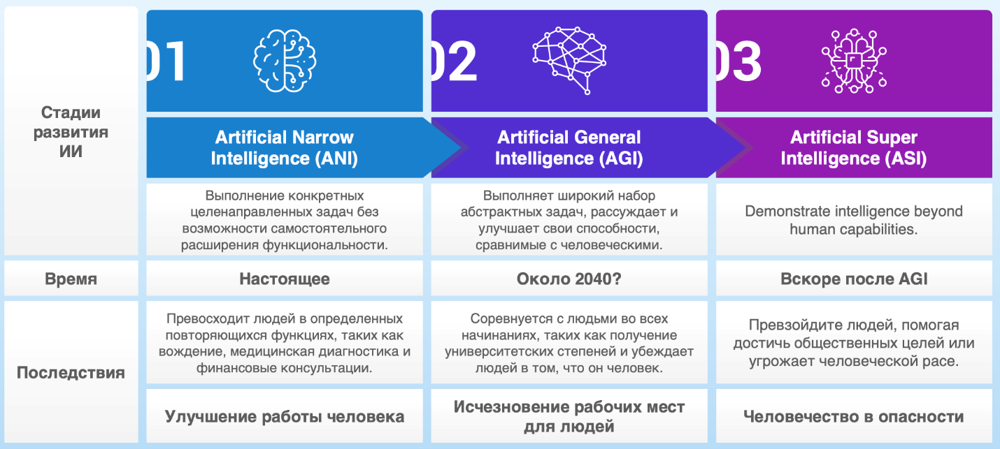 Стадии
развития
ИИ
01
02
03
Artificial Narrow
Intelligence (ANI)
Artificial General
Intelligence (AGI)
Artificial Super
Intelligence (ASI)
Выполнение конкретных
целенаправленных задач без
возможности самостоятельного
расширения функциональности.
Выполняет широкий набор
абстрактных задач, рассуждает и
улучшает свои способности,
сравнимые с человеческими.
Demonstrate intelligence beyond
human capabilities.
Время
Настоящее
Около 2040?
Вскоре после AGI
Последствия
Превосходит людей в определенных
повторяющихся функциях, таких как
вождение, медицинская диагностика и
финансовые консультации.
Соревнуется с людьми во всех
начинаниях, таких как получение
университетских степеней и убеждает
людей в том, что он человек.
Превзойдите людей, помогая
достичь общественных целей или
угрожает человеческой расе.
Улучшение работы человека
Исчезновение рабочих мест
для людей
Человечество в опасности